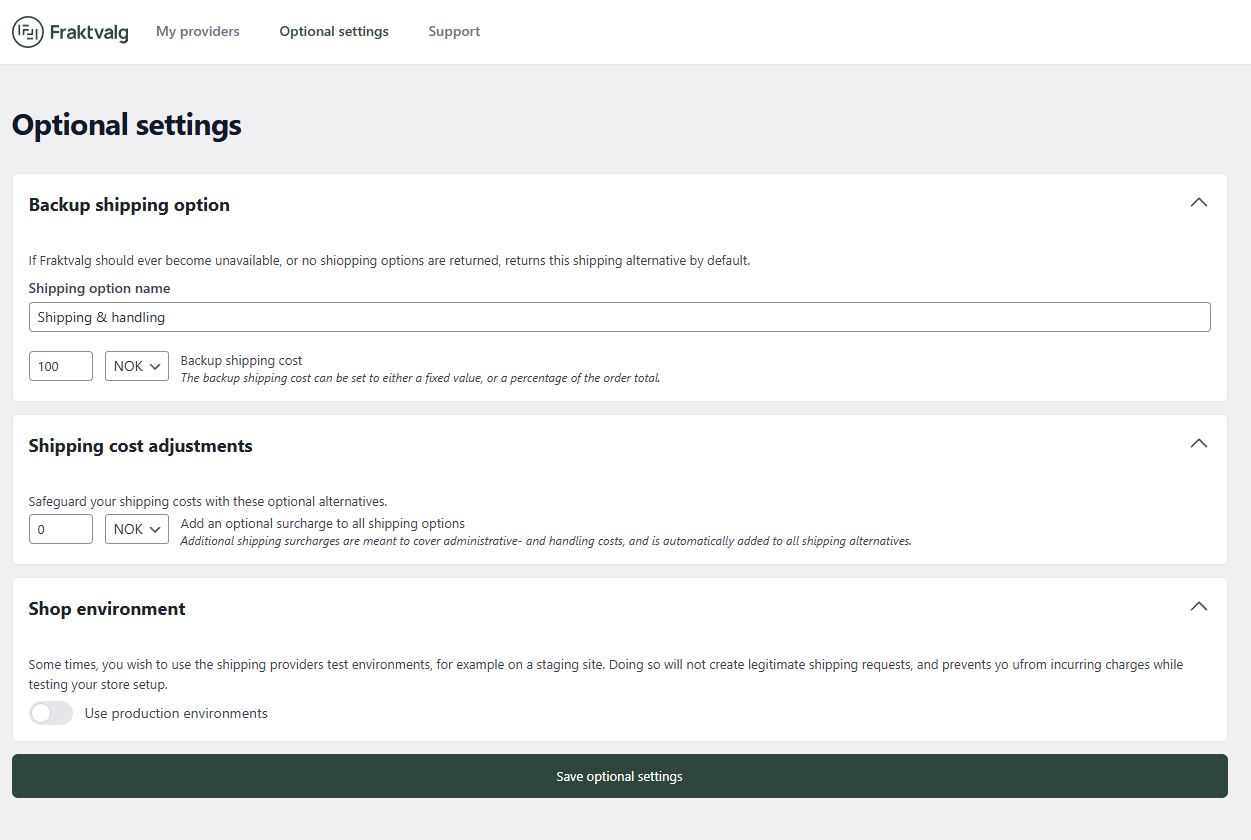 Fraktvalg
My providers
Optional settings
Support
Optional settings
Backup shipping option
If Fraktvalg should ever become unavailable, or no shiopping options are returned, returns this shipping alternative by default.
Shipping option name
Shipping & handling
100
NOK
Backup shipping cost
The backup shipping cost can be set to either a fixed value, or a percentage of the order total.
Shipping cost adjustments
Safeguard your shipping costs with these optional alternatives.
0
NOK
Add an optional surcharge to all shipping options
Additional shipping surcharges are meant to cover administrative- and handling costs, and is automatically added to all shipping alternatives.
Shop environment
Some times, you wish to use the shipping providers test environments, for example on a staging site. Doing so will not create legitimate shipping requests, and prevents yo ufrom incurring charges while
testing your store setup.
Use production environments
Save optional settings